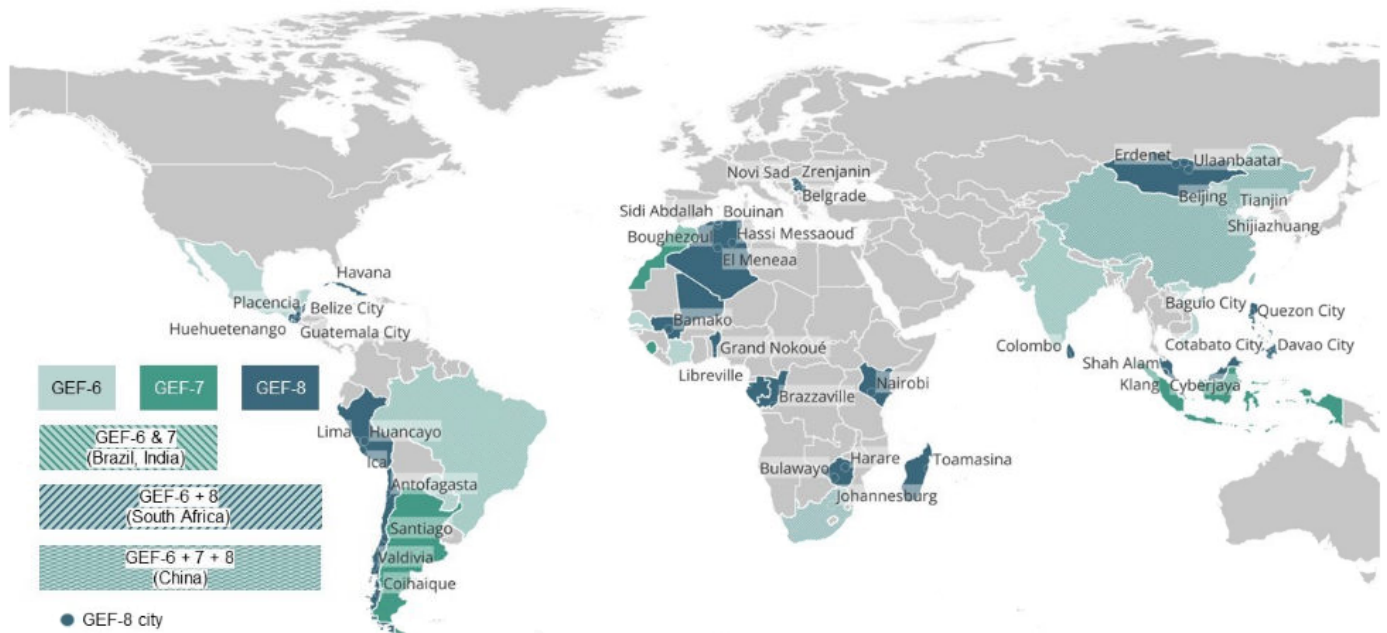 Erdenet
Ulaanbaatar
Novi Sad
Zrenjanin
Belgrade
Beijing
Tianjin
Sidi Abdallah
Bouinan
Shijiazhuang
Boughezoul
Hassi Messaoud
El Meneaa
Havana
Placencia
Belize City
Huehuetenango
Guatemala City
Bamako
Baguio City
Quezon City
Grand Nokoué
Colombo
Cotabato City
Davao City
Libreville
Shah Alam
Nairobi
Klang
Cyberjaya
Brazzaville
GEF-6
GEF-7
GEF-8
Lima
Huancayo
GEF-6 & 7
(Brazil, India)
Ica
Harare
Toamasina
Bulawayo
Antofagasta
Johannesburg
GEF-6 + 8
(South Africa)
Santiago
Valdivia
GEF-6 + 7 + 8
(China)
Coihaique
GEF-8 city